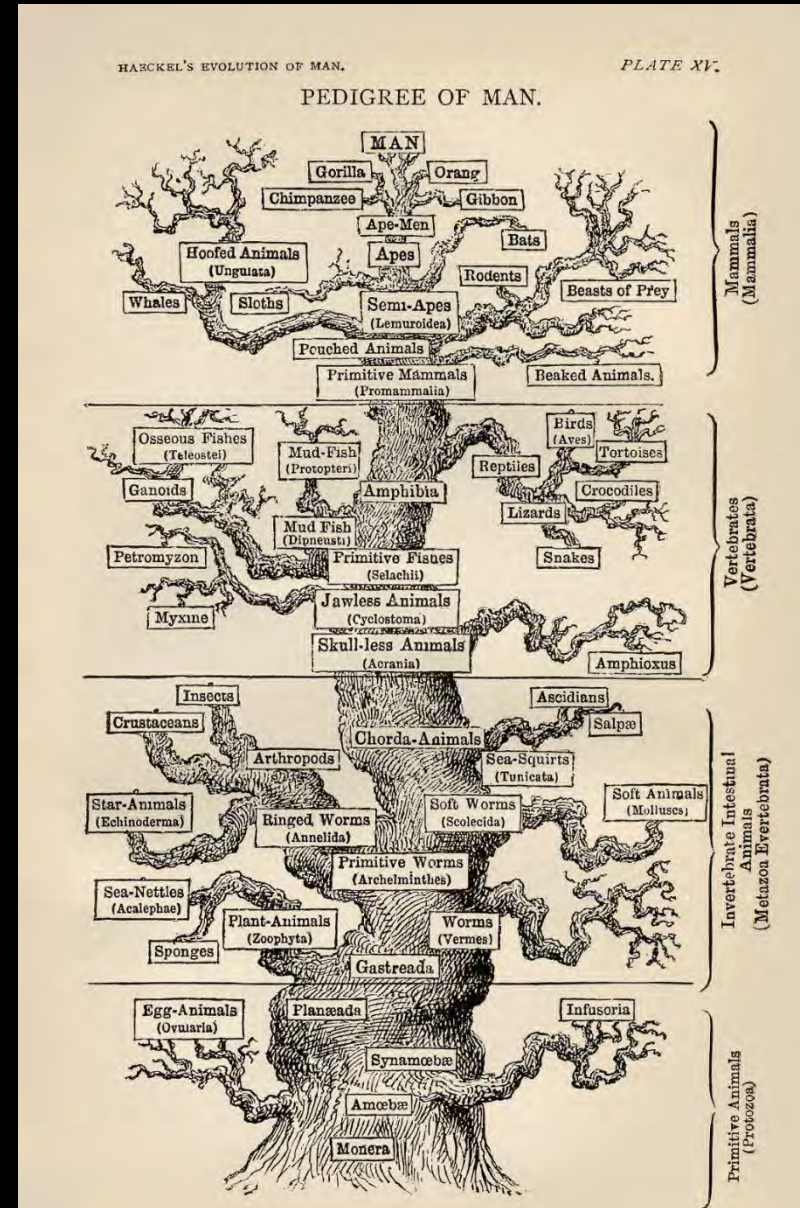 HAECKEL'S EVOLUTION OF MAN.
PLATE XV.
PEDIGREE OF MAN.
MAN
Gorilla
Orang
Chimpanzee
Gibbon
Ape-Men
Bats
Hoofed Animals
(Ungulata)
Apes
Rodents
Beasts of Prey
Whales
Sloths
Semi-Apes
(Lemuroidea)
Pouched Animals
Primitive Mammals
(Promammalia)
Beaked Animals.
Mammals
(Mammalia)
Osseous Fishes
(Teleostei)
Mud-Fish
(Protopteri)
Birds
(Aves)
Tortoises
Reptiles
Ganoids
Amphibia
Crocodiles
Lizards
Mud Fish
(Dipneusti)
Petromyzon
Primitive Fishes
(Selachii)
Snakes
Myxine
Jawless Animals
(Cyclostoma)
Skull-less Animals
(Acrania)
Amphioxus
Vertebrates
(Vertebrata)
Insects
Ascidians
Crustaceans
Salpæ
Chorda-Animals
Arthropods
Sea-Squirts
(Tunicata)
Star-Animals
(Echinoderma)
Ringed Worms
(Annelida)
Soft Worms
(Scolecida)
Soft Animals
(Molluscs)
Primitive Worms
(Archelminthes)
Sea-Nettles
(Acalephae)
Plant-Animals
(Zoophyta)
Worms
(Vermes)
Sponges
Gastreada
Invertebrate Intestinal
Animals
(Metazoa Evertebrata)
Egg-Animals
(Ovularia)
Planæada
Infusoria
Synamœbæ
Amœbæ
Monera
Primitive Animals
(Protozoa)